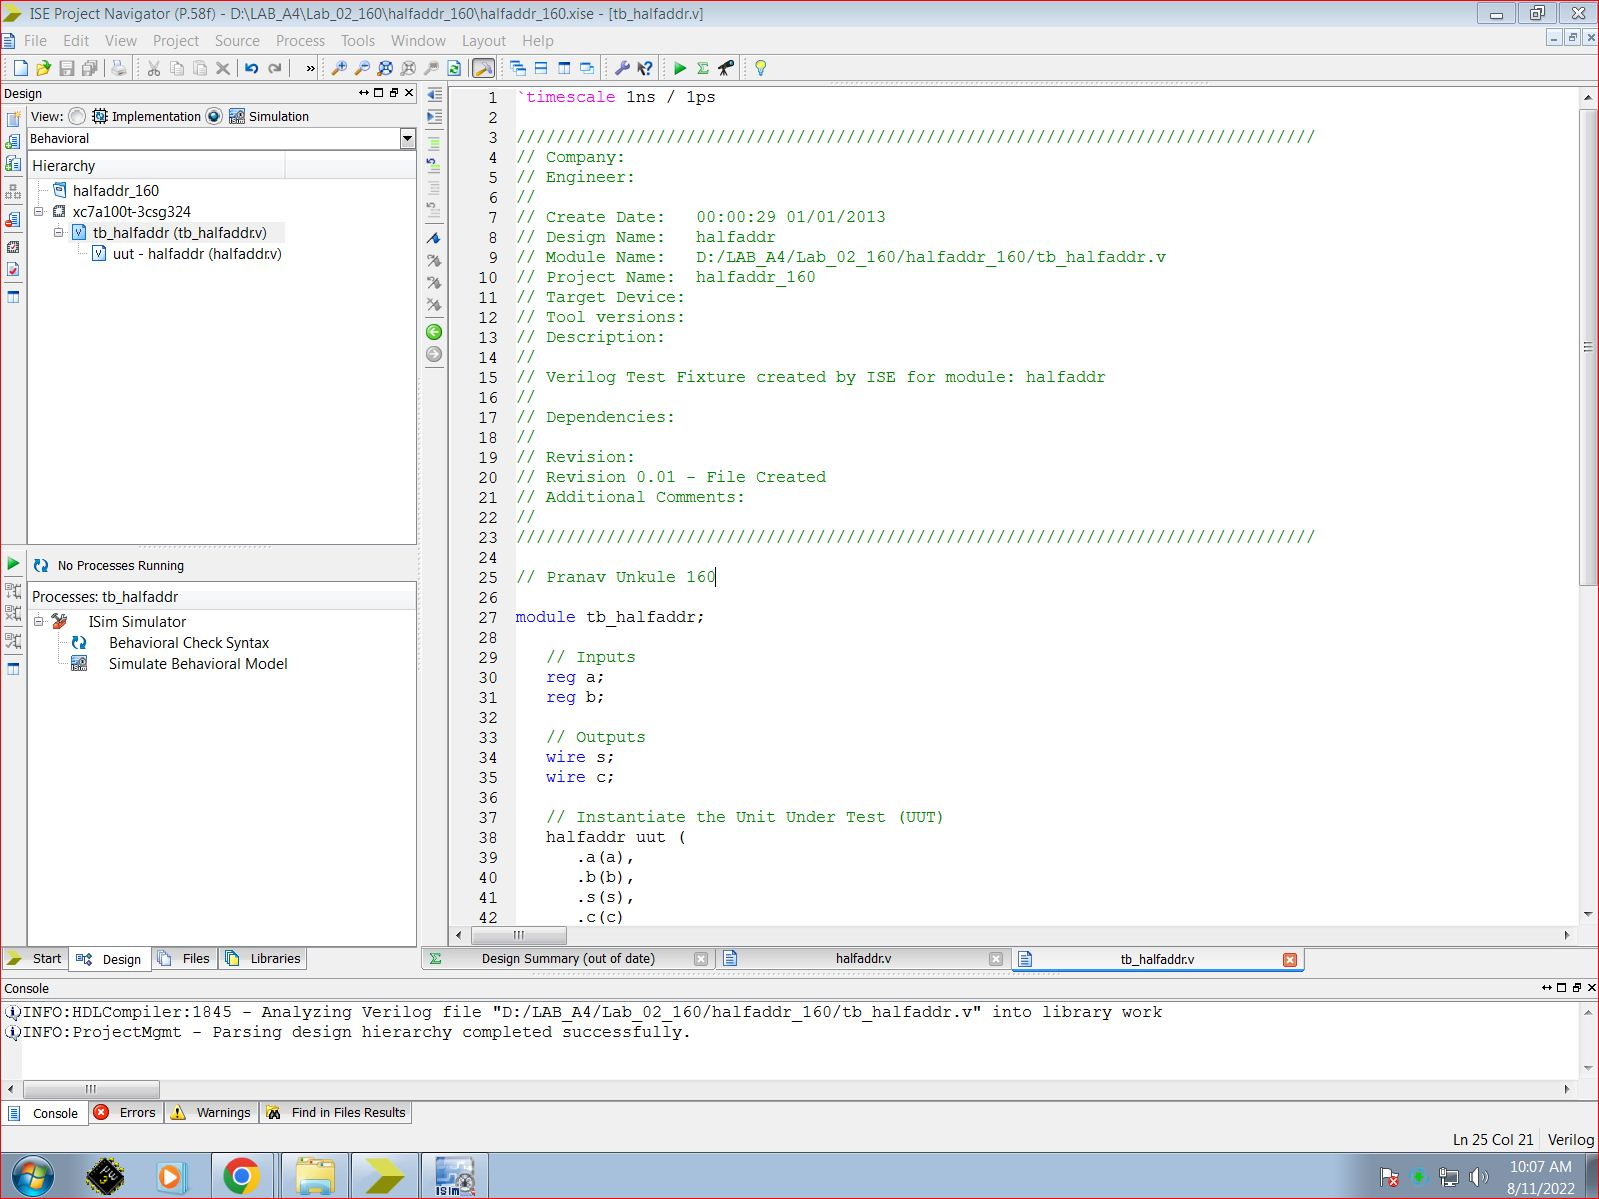 ISE Project Navigator (P.58f) - D:\LAB_A4\Lab_02_160\halfaddr_160\halfaddr_160.xise - [tb_halfaddr.v]
File Edit View Project Source Process Tools Window Layout Help
Design
View: Implementation Simulation
Behavioral
Hierarchy
halfaddr_160
xc7a100t-3csg324
tb_halfaddr (tb_halfaddr.v)
uut - halfaddr (halfaddr.v)
No Processes Running
Processes: tb_halfaddr
ISim Simulator
Behavioral Check Syntax
Simulate Behavioral Model
Start Design Files Libraries
1 `timescale 1ns / 1ps
2
3 ////////////////////////////////////////////////////////////////////////////////
4 // Company:
5 // Engineer:
6 //
7 // Create Date: 00:00:29 01/01/2013
8 // Design Name: halfaddr
9 // Module Name: D:/LAB_A4/Lab_02_160/halfaddr_160/tb_halfaddr.v
10 // Project Name: halfaddr_160
11 // Target Device:
12 // Tool versions:
13 // Description:
14 //
15 // Verilog Test Fixture created by ISE for module: halfaddr
16 //
17 // Dependencies:
18 //
19 // Revision:
20 // Revision 0.01 - File Created
21 // Additional Comments:
22 //
23 ////////////////////////////////////////////////////////////////////////////////
24
25 // Pranav Unkule 160
26
27 module tb_halfaddr;
28
29 // Inputs
30 reg a;
31 reg b;
32
33 // Outputs
34 wire s;
35 wire c;
36
37 // Instantiate the Unit Under Test (UUT)
38 halfaddr uut (
39 .a(a),
40 .b(b),
41 .s(s),
42 .c(c)
Design Summary (out of date) halfaddr.v tb_halfaddr.v
Console
INFO:HDLCompiler:1845 - Analyzing Verilog file "D:/LAB_A4/Lab_02_160/halfaddr_160/tb_halfaddr.v" into library work
INFO:ProjectMgmt - Parsing design hierarchy completed successfully.
Console Errors Warnings Find in Files Results
Ln 25 Col 21 Verilog
ISim
10:07 AM
8/11/2022